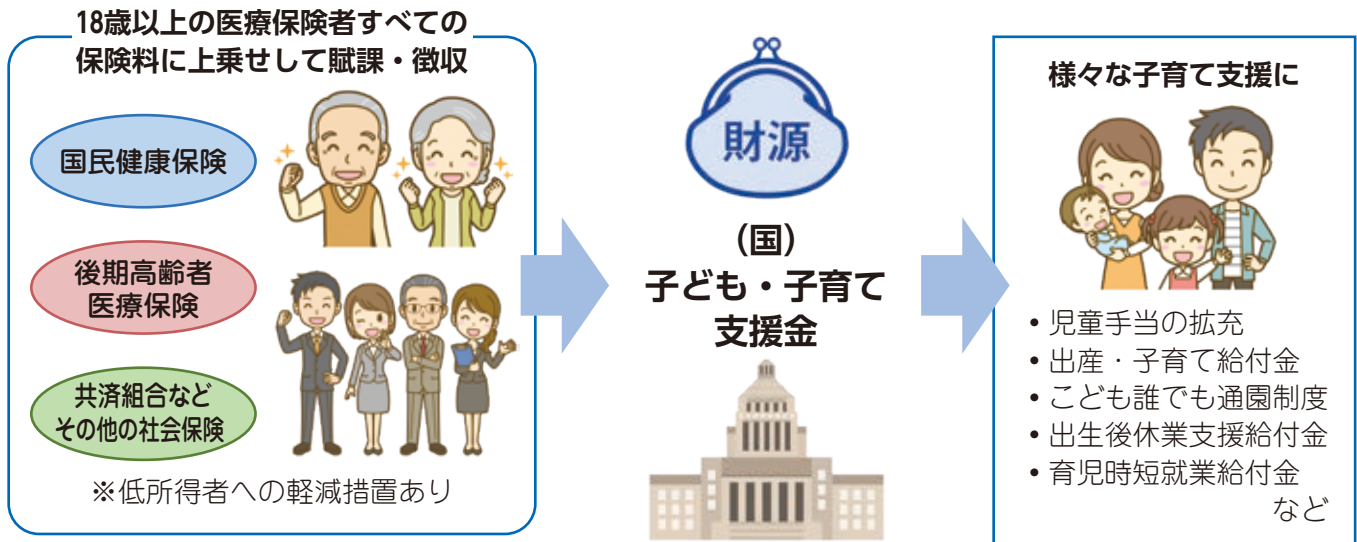 18歳以上の医療保険者すべての
保険料に上乗せして賦課・徴収
国民健康保険
後期高齢者
医療保険
共済組合など
その他の社会保険
※低所得者への軽減措置あり
財源
(国)
子ども・子育て
支援金
様々な子育て支援に
•児童手当の拡充
•出産・子育て給付金
•こども誰でも通園制度
•出生後休業支援給付金
•育児時短就業給付金
など